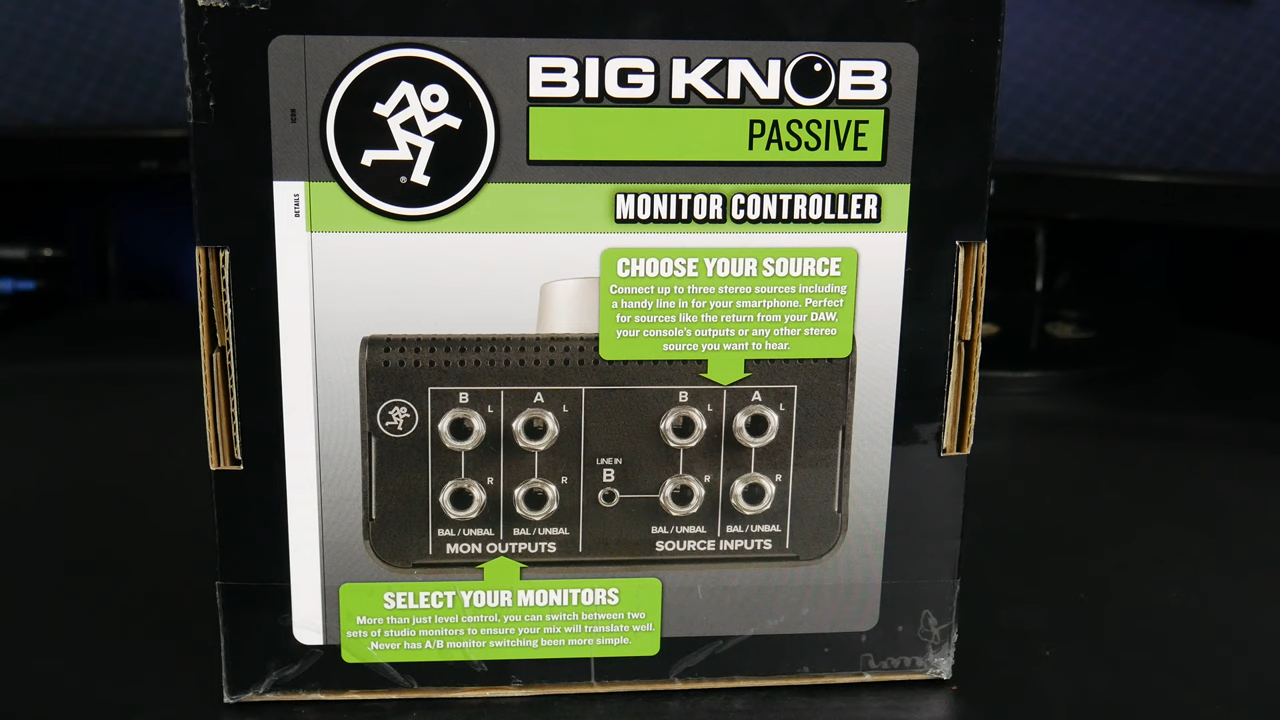 BIG KNOB
PASSIVE
ICON
DETAILS
MONITOR CONTROLLER
CHOOSE YOUR SOURCE
Connect up to three stereo sources including
a handy line in for your smartphone. Perfect
for sources like the return from your DAW,
your console's outputs or any other stereo
source you want to hear.
B L
A L
B L
A L
R
R
LINE IN
B
R
R
BAL / UNBAL
BAL / UNBAL
BAL / UNBAL
BAL / UNBAL
MON OUTPUTS
SOURCE INPUTS
SELECT YOUR MONITORS
More than just level control, you can switch between two
sets of studio monitors to ensure your mix will translate well.
Never has A/B monitor switching been more simple.
®